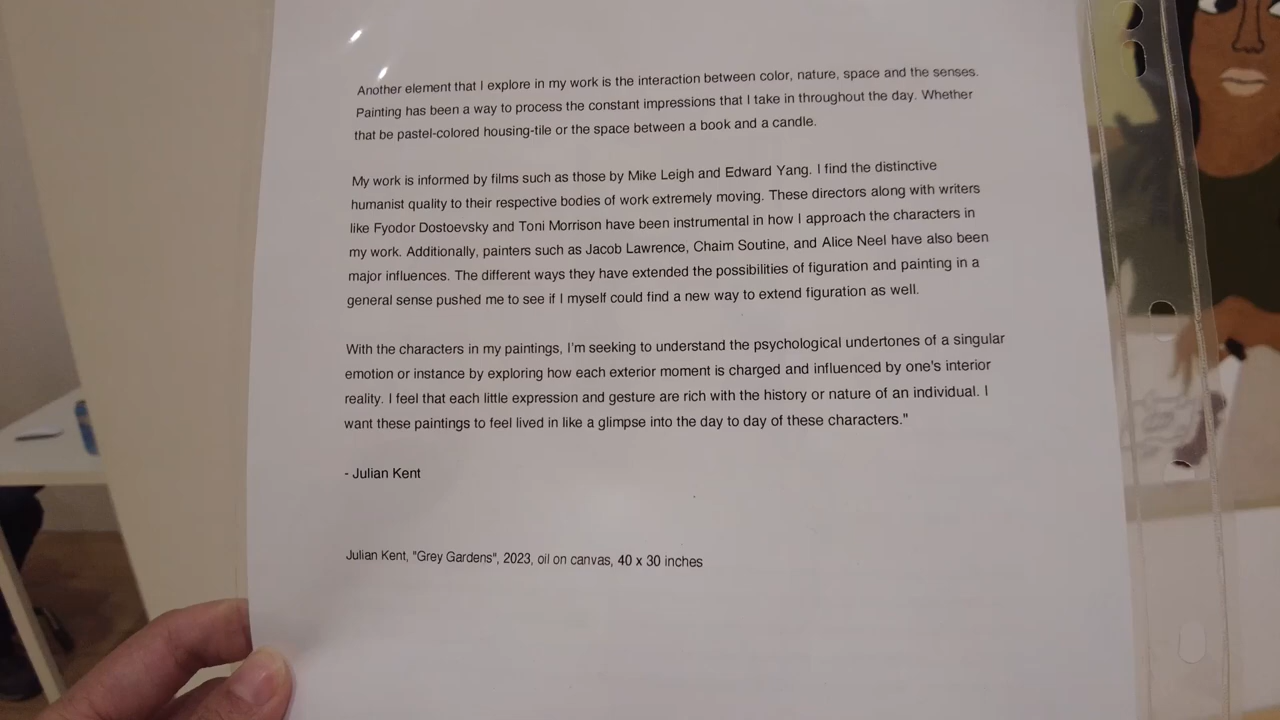 Another element that I explore in my work is the interaction between color, nature, space and the senses.
Painting has been a way to process the constant impressions that I take in throughout the day. Whether
that be pastel-colored housing-tile or the space between a book and a candle.
My work is informed by films such as those by Mike Leigh and Edward Yang. I find the distinctive
humanist quality to their respective bodies of work extremely moving. These directors along with writers
like Fyodor Dostoevsky and Toni Morrison have been instrumental in how I approach the characters in
my work. Additionally, painters such as Jacob Lawrence, Chaim Soutine, and Alice Neel have also been
major influences. The different ways they have extended the possibilities of figuration and painting in a
general sense pushed me to see if I myself could find a new way to extend figuration as well.
With the characters in my paintings, I'm seeking to understand the psychological undertones of a singular
emotion or instance by exploring how each exterior moment is charged and influenced by one's interior
reality. I feel that each little expression and gesture are rich with the history or nature of an individual. I
want these paintings to feel lived in like a glimpse into the day to day of these characters."
- Julian Kent
Julian Kent, "Grey Gardens", 2023, oil on canvas, 40 x 30 inches